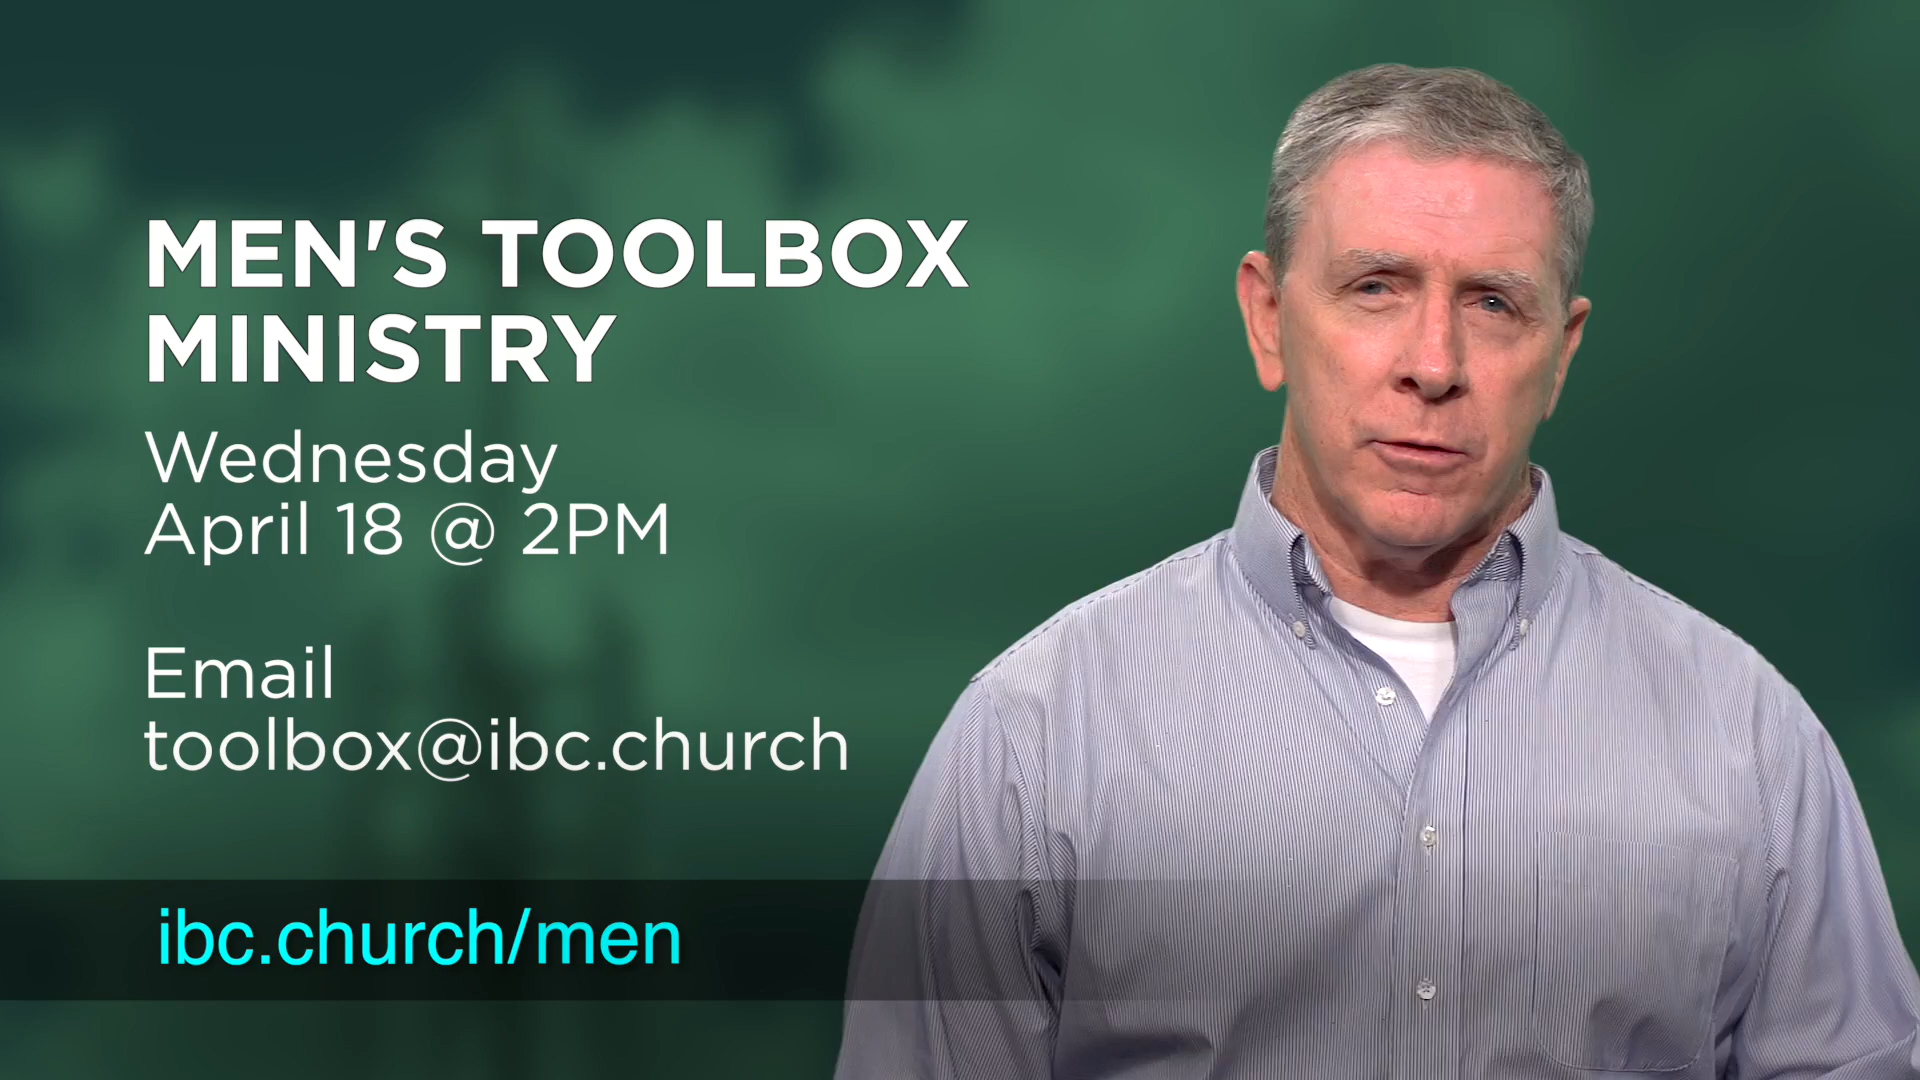 MEN'S TOOLBOX
MINISTRY
Wednesday
April 18 @ 2PM
Email
toolbox@ibc.church
ibc.church/men